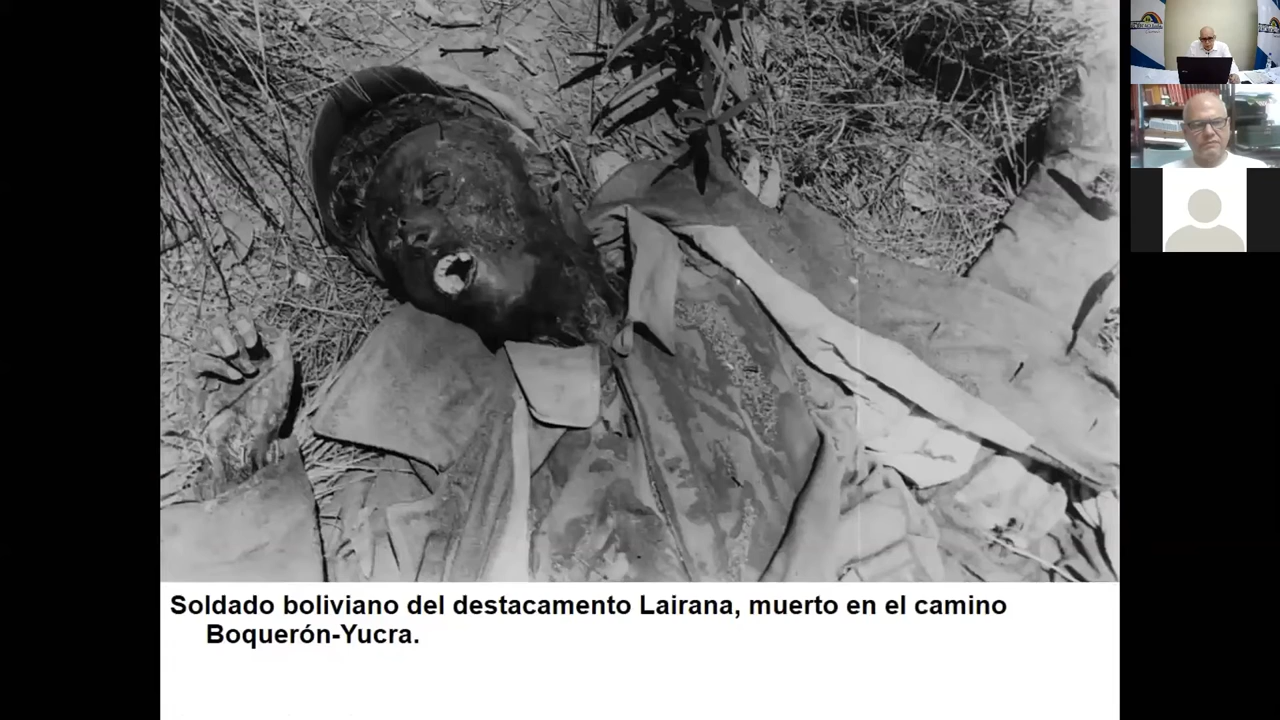 Soldado boliviano del destacamento Lairana, muerto en el camino
Boquerón-Yucra.